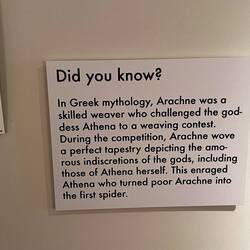 Did you know?
In Greek mythology, Arachne was a
skilled weaver who challenged the god-
dess Athena to a weaving contest.
During the competition, Arachne wove
a perfect tapestry depicting the amo-
rous indiscretions of the gods, including
those of Athena herself. This enraged
Athena who turned poor Arachne into
the first spider.